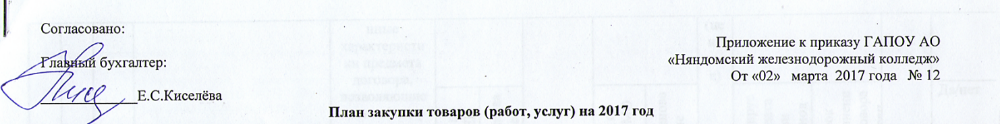 Согласовано:
Главный бухгалтер:
______________Е.С.Киселёва
Приложение к приказу ГАПОУ АО
«Няндомский железнодорожный колледж»
От «02» марта 2017 года № 12
План закупки товаров (работ, услуг) на 2017 год